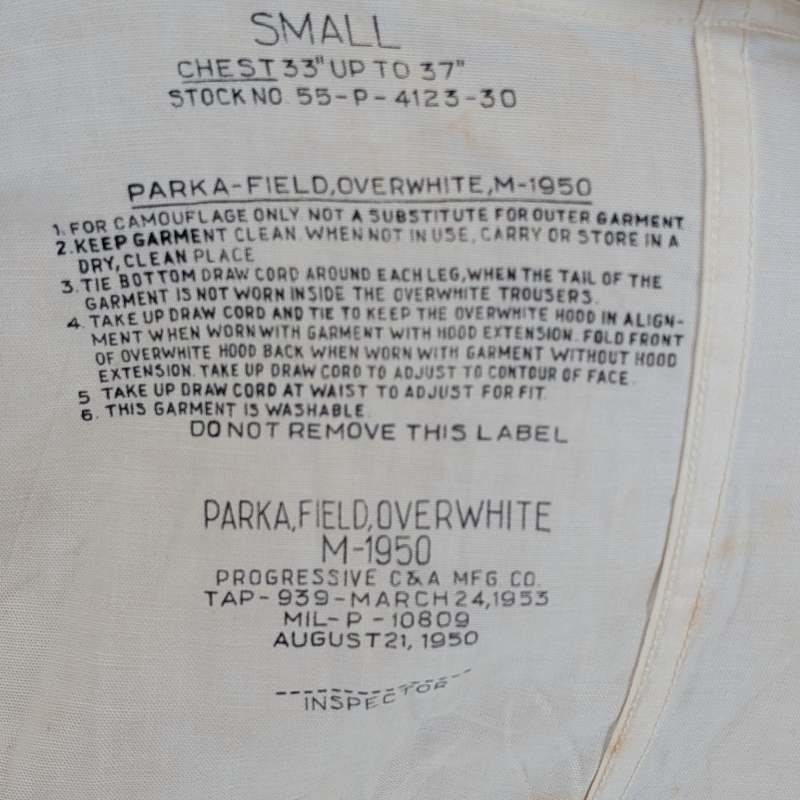 SMALL
CHEST 33" UP TO 37"
STOCK NO. 55-P-4123-30
PARKA-FIELD, OVERWHITE, M-1950
1. FOR CAMOUFLAGE ONLY NOT A SUBSTITUTE FOR OUTER GARMENT
2. KEEP GARMENT CLEAN. WHEN NOT IN USE, CARRY OR STORE IN A
DRY, CLEAN PLACE
3. TIE BOTTOM DRAW CORD AROUND EACH LEG, WHEN THE TAIL OF THE
GARMENT IS NOT WORN INSIDE THE OVERWHITE TROUSERS.
4. TAKE UP DRAW CORD AND TIE TO KEEP THE OVERWHITE HOOD IN ALIGN-
MENT WHEN WORN WITH GARMENT WITH HOOD EXTENSION. FOLD FRONT
OF OVERWHITE HOOD BACK WHEN WORN WITH GARMENT WITHOUT HOOD
EXTENSION. TAKE UP DRAW CORD TO ADJUST TO CONTOUR OF FACE.
5 TAKE UP DRAW CORD AT WAIST TO ADJUST FOR FIT.
6. THIS GARMENT IS WASHABLE.
DO NOT REMOVE THIS LABEL
PARKA, FIELD, OVERWHITE
M-1950
PROGRESSIVE C&A MFG. CO.
TAP-939-MARCH 24, 1953
MIL-P-10809
AUGUST 21, 1950
INSPECTOR